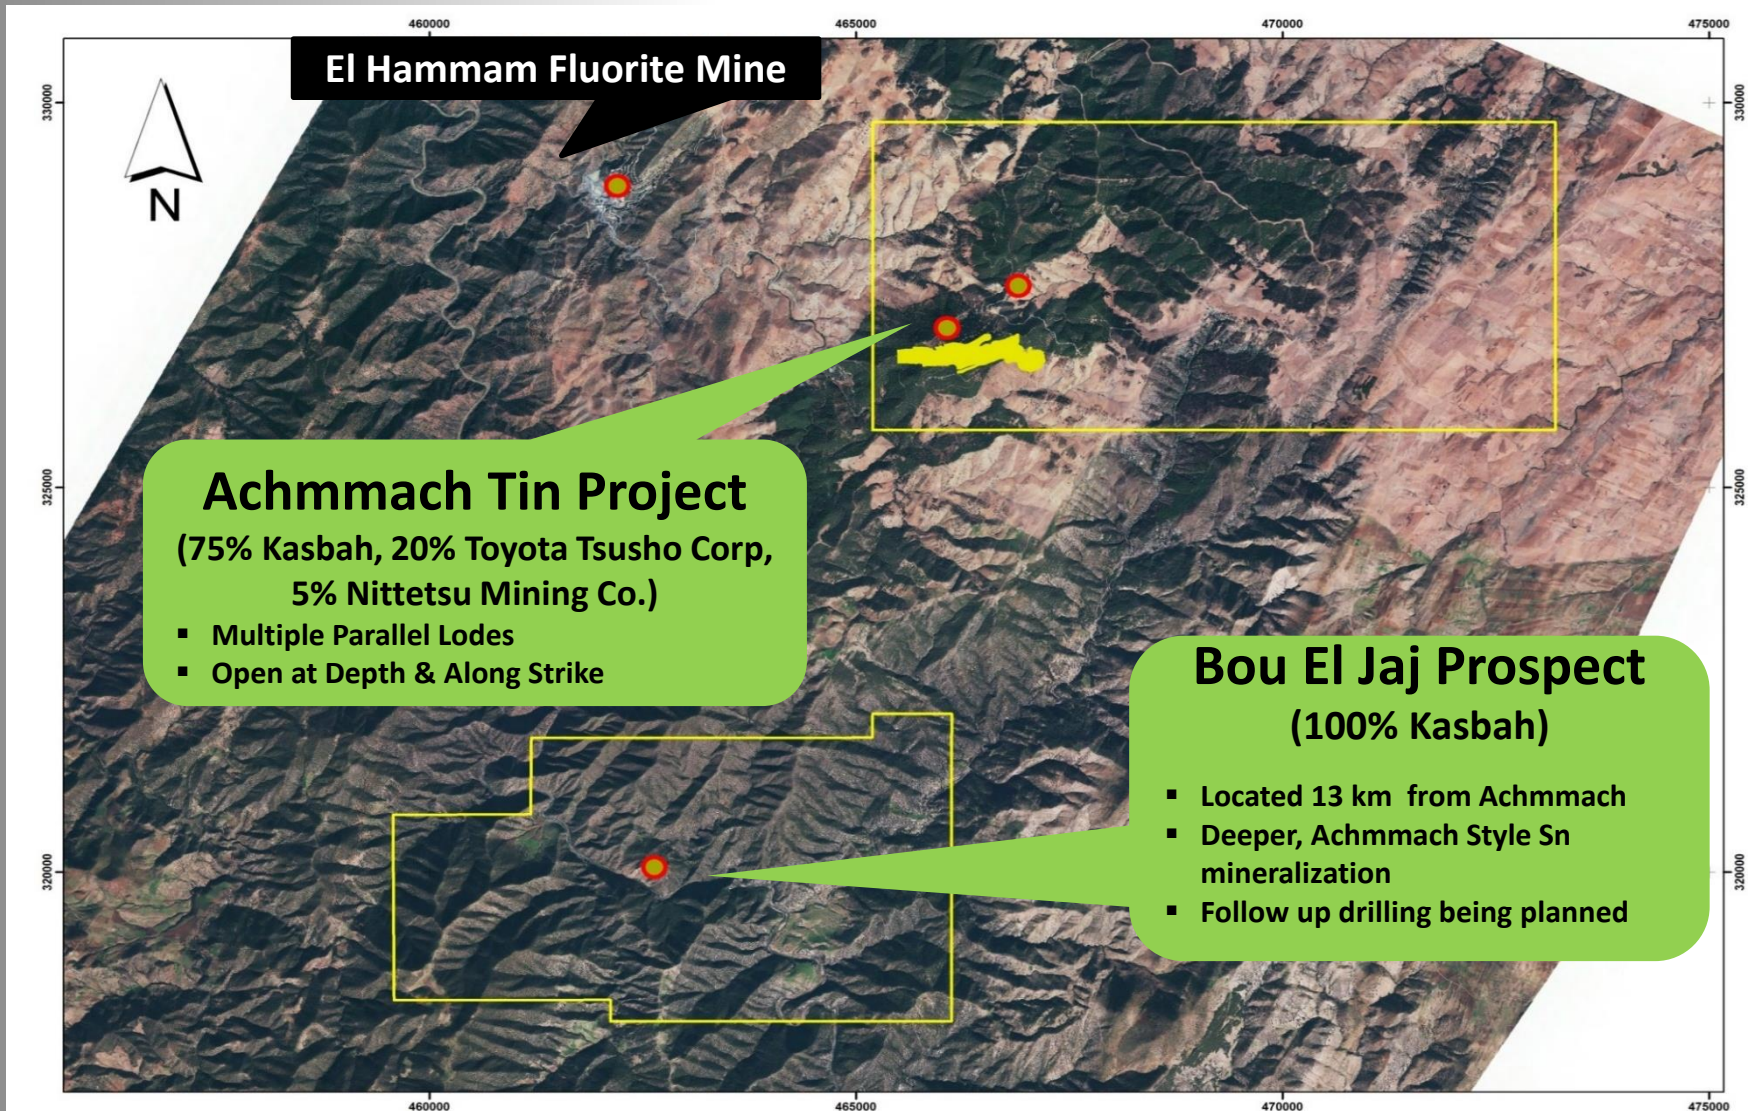 460000
465000
470000
475000
El Hammam Fluorite Mine
330000
330000
N
Achmmach Tin Project
(75% Kasbah, 20% Toyota Tsusho Corp,
5% Nittetsu Mining Co.)
▪ Multiple Parallel Lodes
▪ Open at Depth & Along Strike
325000
325000
Bou El Jaj Prospect
(100% Kasbah)
▪ Located 13 km from Achmmach
▪ Deeper, Achmmach Style Sn
mineralization
▪ Follow up drilling being planned
320000
320000
460000
465000
470000
475000